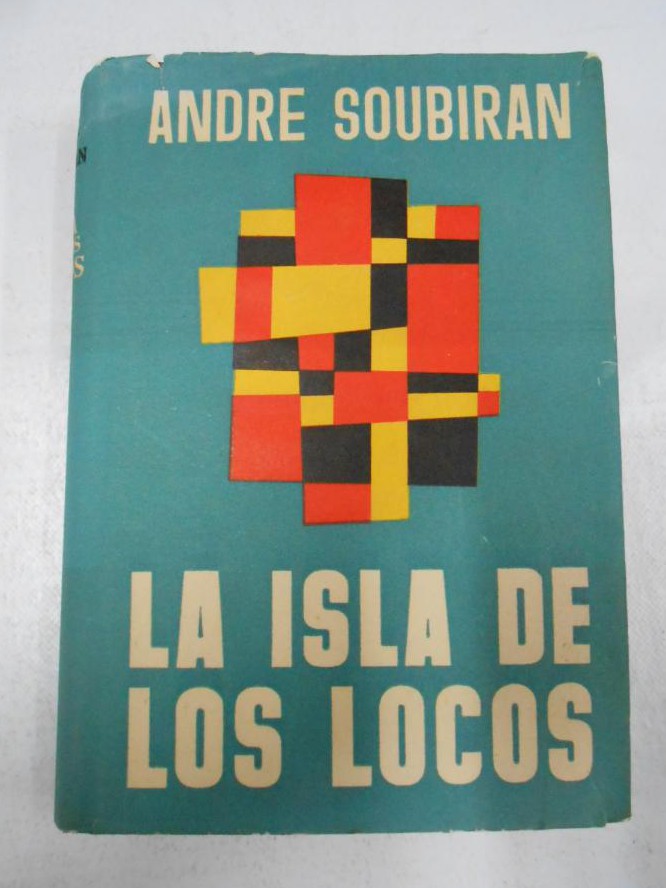 ANDRE SOUBIRAN
LA ISLA DE
LOS LOCOS